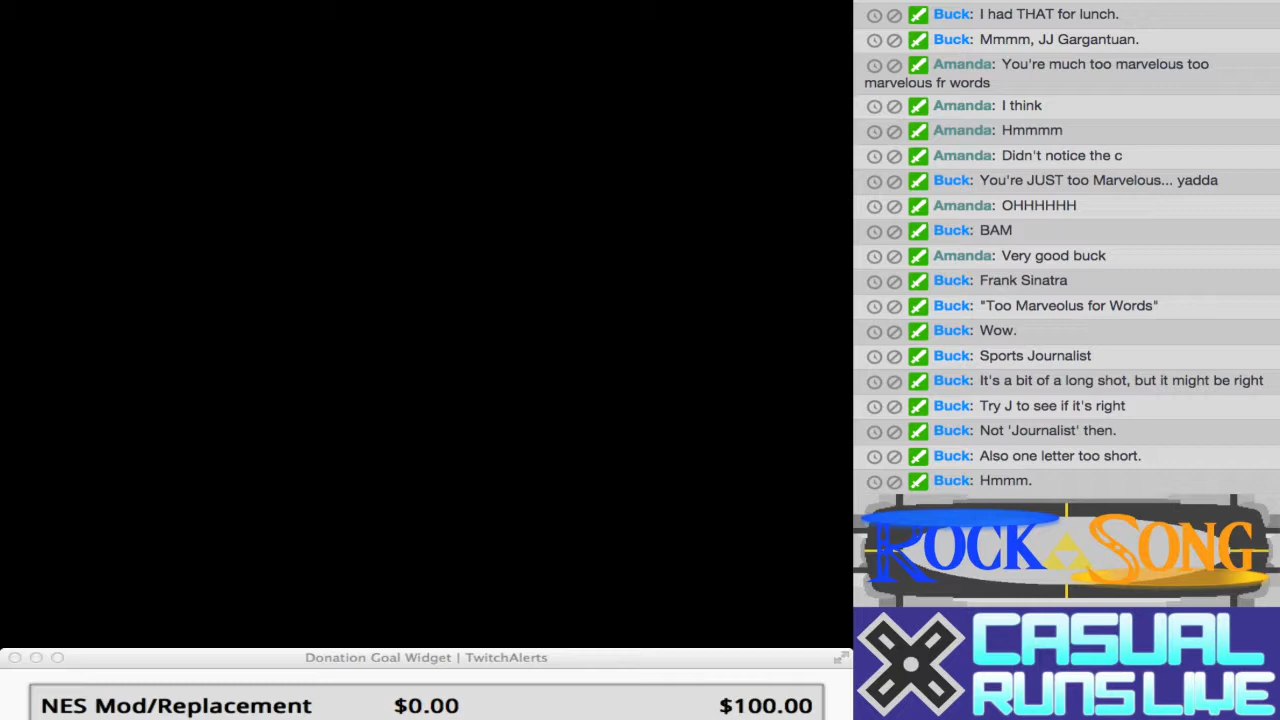 Buck: I had THAT for lunch.
Buck: Mmmm, JJ Gargantuan.
Amanda: You're much too marvelous too
marvelous fr words
Amanda: I think
Amanda: Hmmmm
Amanda: Didn't notice the c
Buck: You're JUST too Marvelous... yadda
Amanda: OHHHHHH
Buck: BAM
Amanda: Very good buck
Buck: Frank Sinatra
Buck: "Too Marveolus for Words"
Buck: Wow.
Buck: Sports Journalist
Buck: It's a bit of a long shot, but it might be right
Buck: Try J to see if it's right
Buck: Not 'Journalist' then.
Buck: Also one letter too short.
Buck: Hmmm.
ROCK SONG
CASUAL
RUNS LIVE
Donation Goal Widget | TwitchAlerts
NES Mod/Replacement $0.00 $100.00